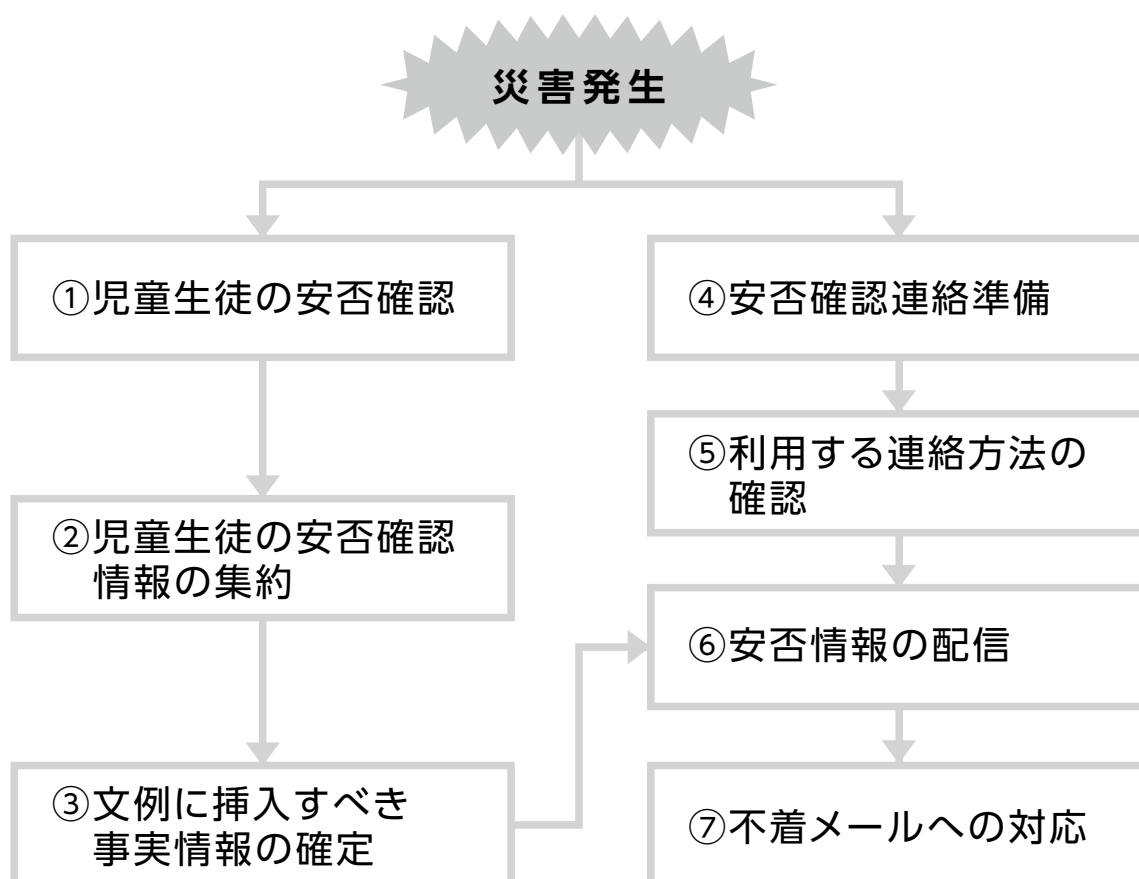 災害発生
①児童生徒の安否確認
②児童生徒の安否確認
情報の集約
③文例に挿入すべき
事実情報の確定
④安否確認連絡準備
⑤利用する連絡方法の
確認
⑥安否情報の配信
⑦不着メールへの対応